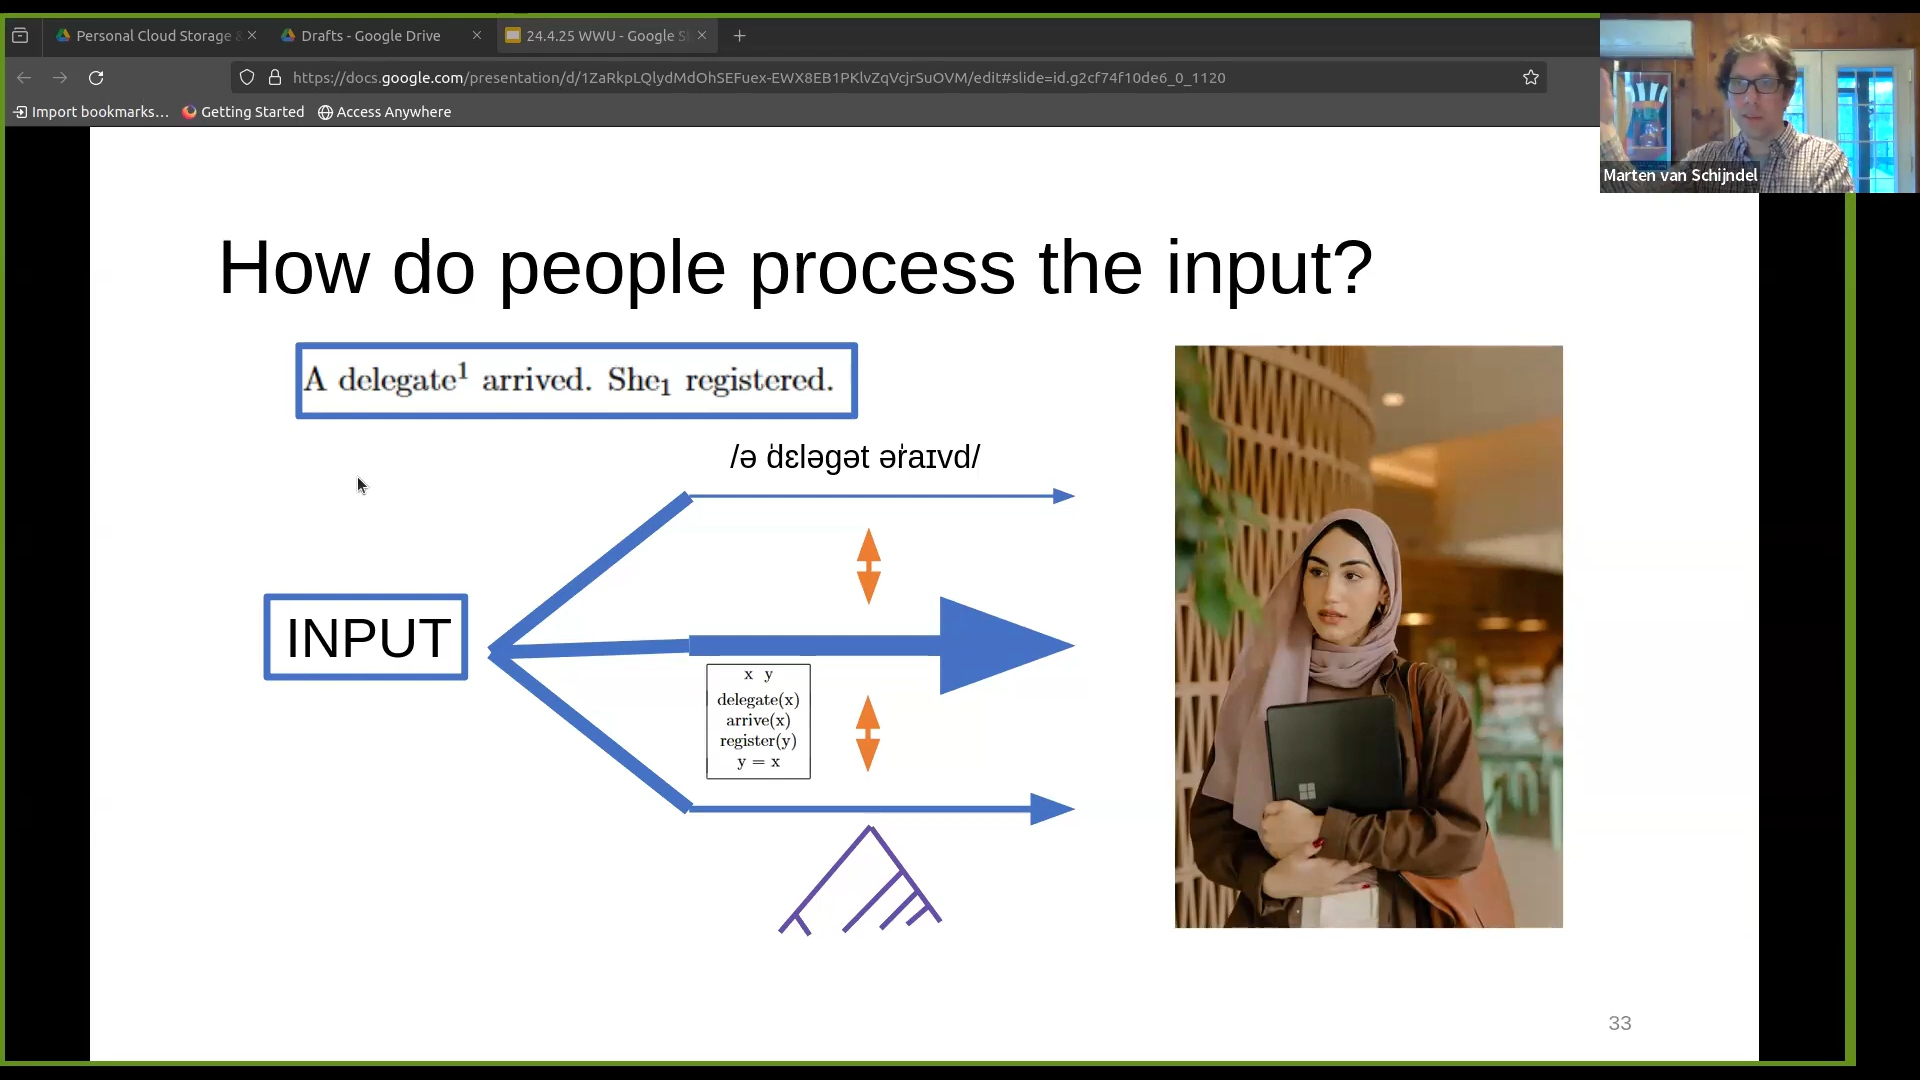 Personal Cloud Storage &
Drafts - Google Drive
24.4.25 WWU - Google S
https://docs.google.com/presentation/d/1ZaRkpLQlydMdOhSEFuex-EWX8EB1PKlvZqVcjrSuOVM/edit#slide=id.g2cf74f10de6_0_1120
Import bookmarks...
Getting Started
Access Anywhere
Marten van Schijndel
How do people process the input?
A delegate¹ arrived. She₁ registered.
/ə ˈdɛləgət əˈraɪvd/
INPUT
x y
delegate(x)
arrive(x)
register(y)
y = x
33